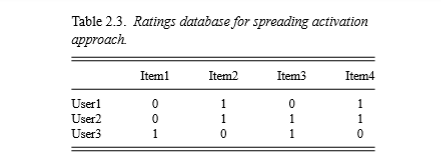 Table 2.3. Ratings database for spreading activation
approach.
Item1 Item2 Item3 Item4
User1 0 1 0 1
User2 0 1 1 1
User3 1 0 1 0